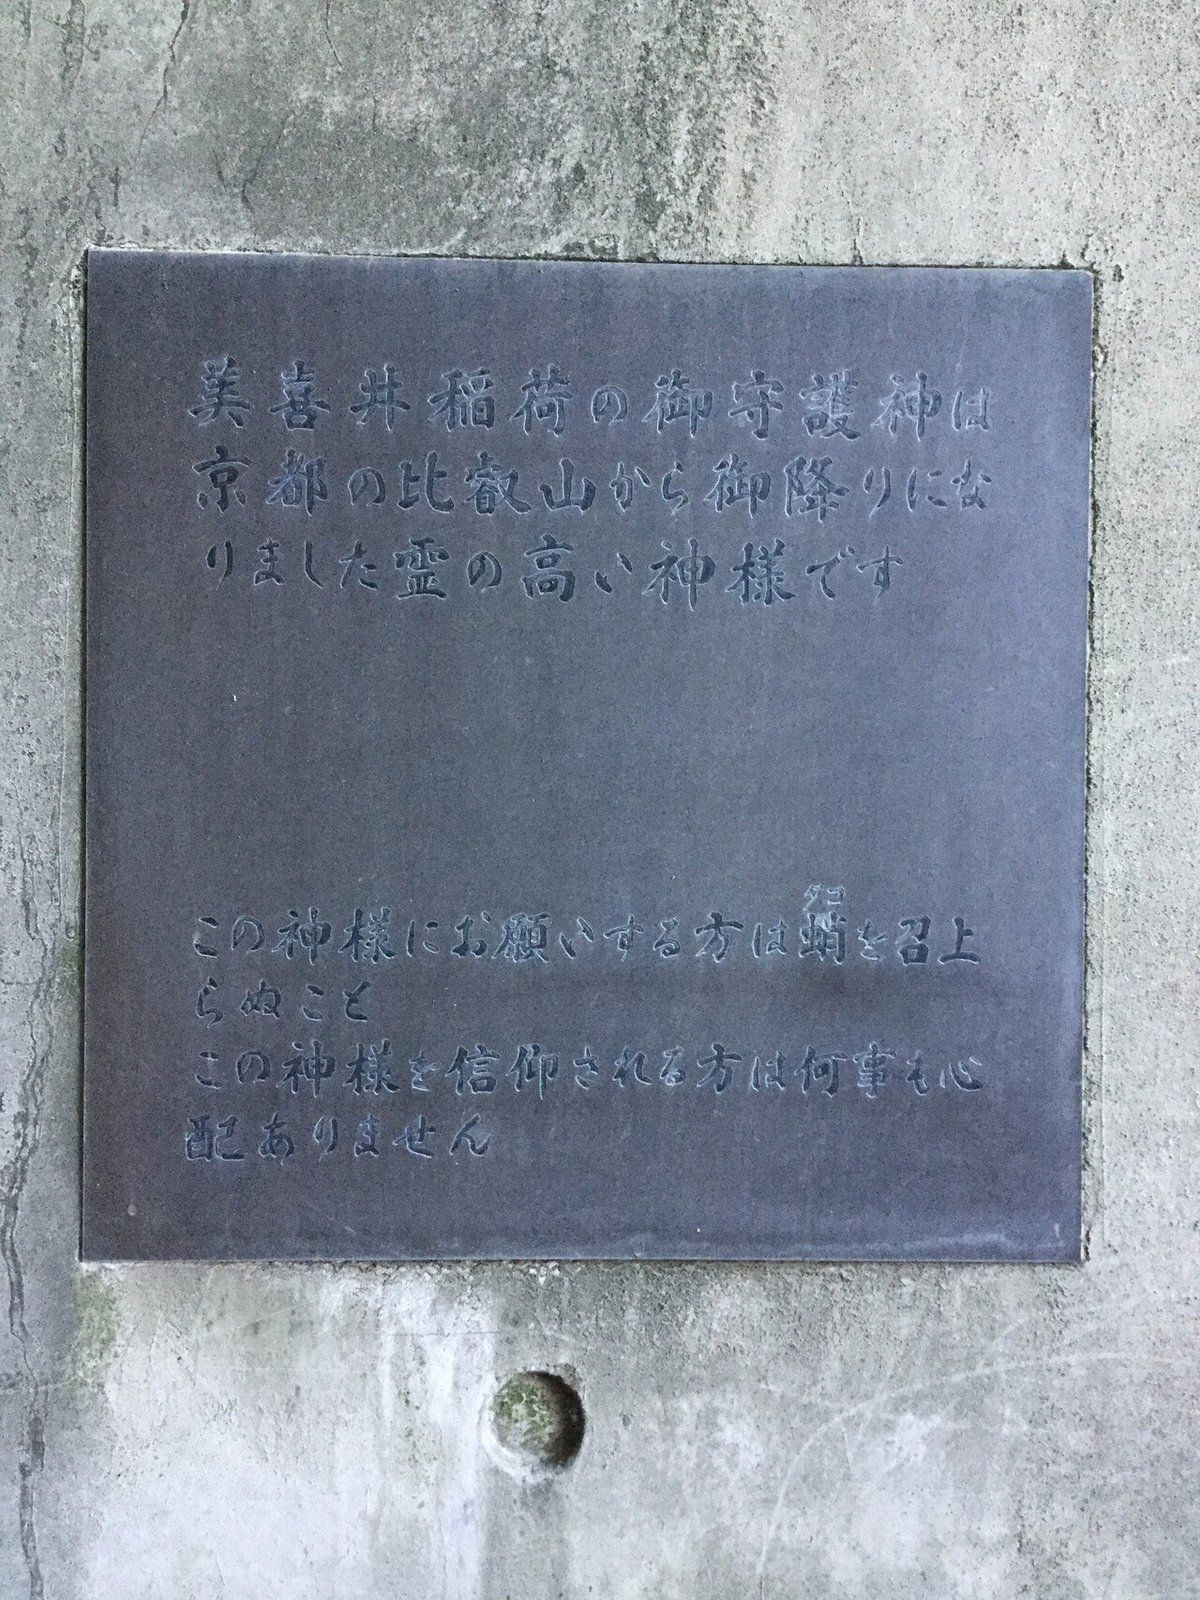 美喜井稲荷の御守護神は
京都の比叡山から御降りにな
りました霊の高い神様です
この神様にお願いする方は蛸を召上
タコ
らぬこと
この神様を信仰される方は何事も心
配ありません